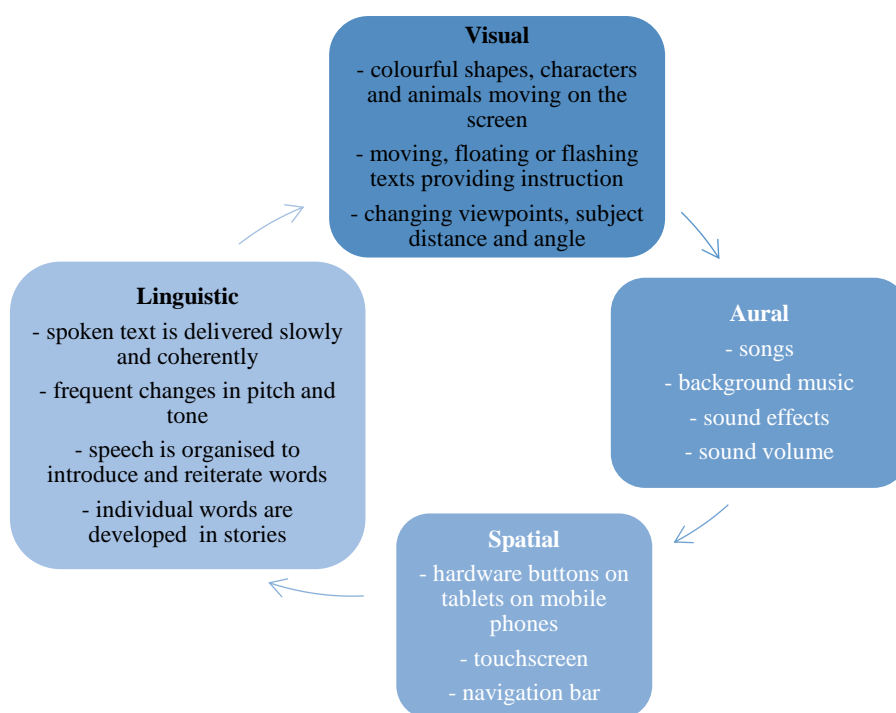 Visual
- colourful shapes, characters
and animals moving on the
screen
- moving, floating or flashing
texts providing instruction
- changing viewpoints, subject
distance and angle
Aural
- songs
- background music
- sound effects
- sound volume
Spatial
- hardware buttons on
tablets on mobile
phones
- touchscreen
- navigation bar
Linguistic
- spoken text is delivered slowly
and coherently
- frequent changes in pitch and
tone
- speech is organised to
introduce and reiterate words
- individual words are
developed in stories